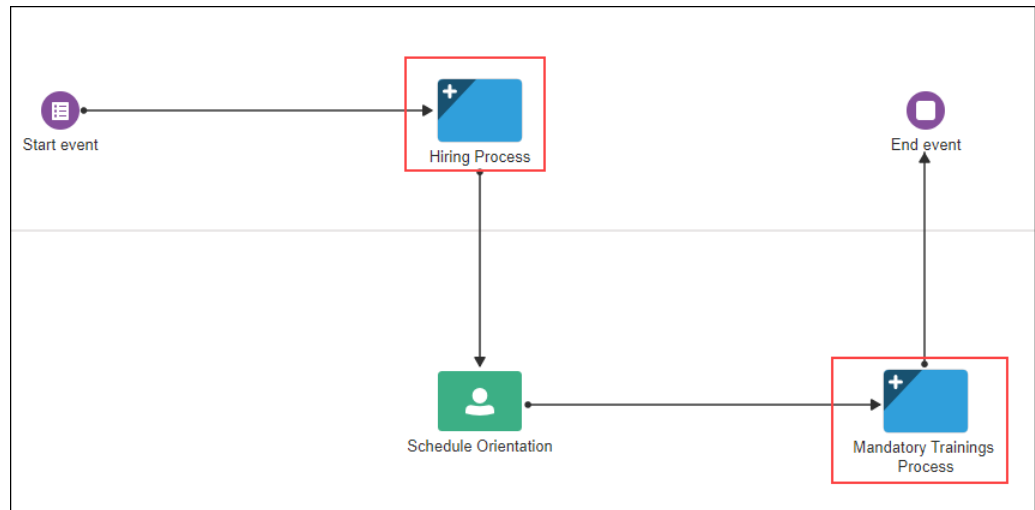 Start event
Hiring Process
End event
Schedule Orientation
Mandatory Trainings
Process